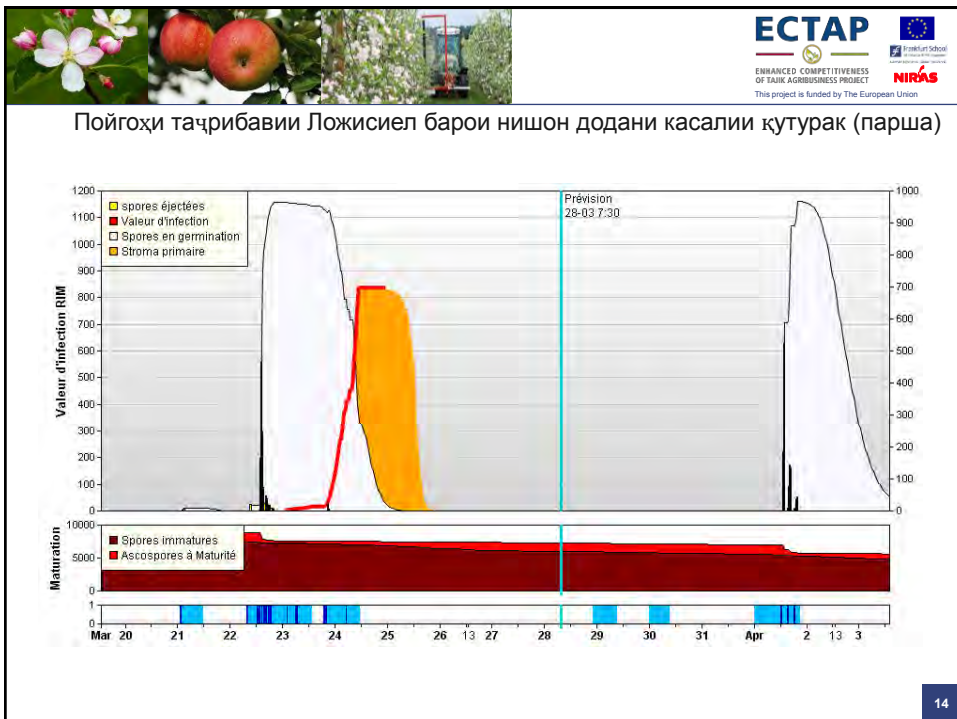 ECTAP
ENHANCED COMPETITIVENESS
OF TAJIK AGRIBUSINESS PROJECT
Frankfurt School
NIRAS
This project is funded by The European Union
Пойгоҳи таҷрибавии Ложисиел барои нишон додани касалии қутурак (парша)
spores éjectées
Valeur d'infection
Spores en germination
Stroma primaire
Prévision
28-03 7:30
Valeur d'infection RIM
1200
1100
1000
900
800
700
600
500
400
300
200
100
0
1000
900
800
700
600
500
400
300
200
100
0
Spores immatures
Ascospores à Maturité
Maturation
10000
5000
0
1
0
Mar 20 21 22 23 24 25 26 13 27 28 29 30 31 Apr 2 13 3
14